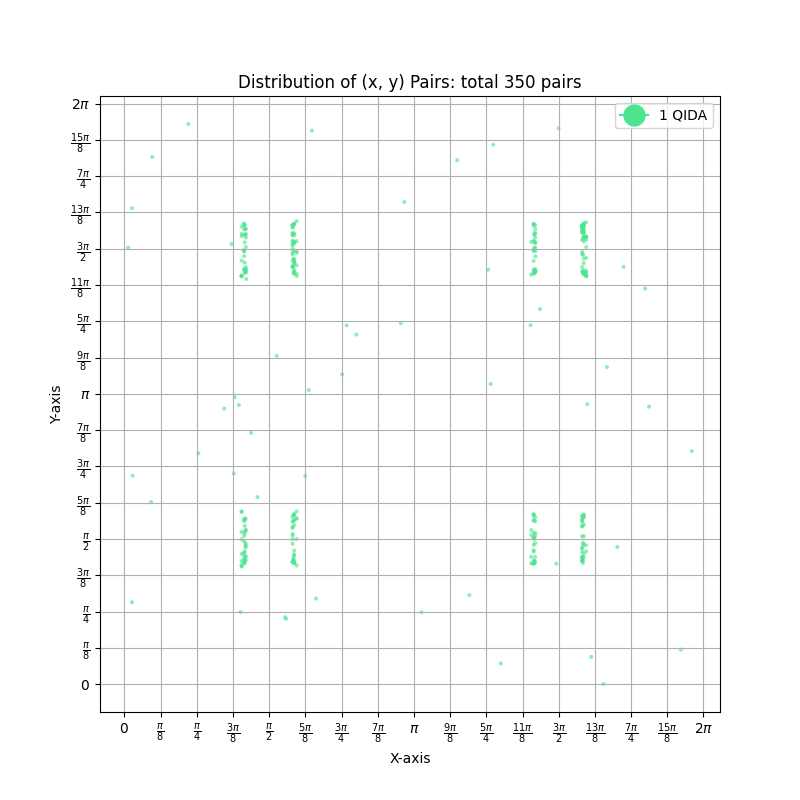 Distribution of (x, y) Pairs: total 350 pairs
1 QIDA
2π
15π/8
7π/4
13π/8
3π/2
11π/8
5π/4
9π/8
π
7π/8
3π/4
5π/8
π/2
3π/8
π/4
π/8
0
Y-axis
0 π/8 π/4 3π/8 π/2 5π/8 3π/4 7π/8 π 9π/8 5π/4 11π/8 3π/2 13π/8 7π/4 15π/8 2π
X-axis